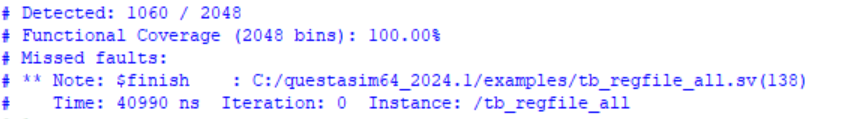 # Detected: 1060 / 2048
# Functional Coverage (2048 bins): 100.00%
# Missed faults:
# ** Note: $finish    : C:/questasim64_2024.1/examples/tb_regfile_all.sv(138)
#    Time: 40990 ns  Iteration: 0  Instance: /tb_regfile_all